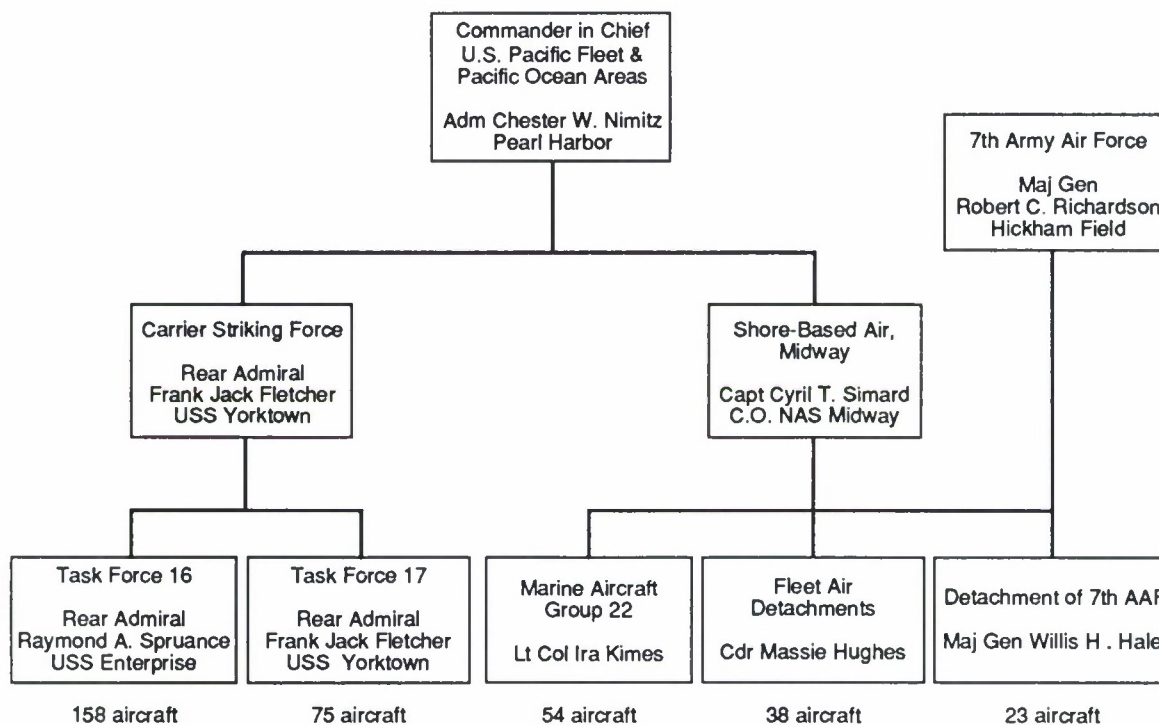 Commander in Chief
U.S. Pacific Fleet &
Pacific Ocean Areas
Adm Chester W. Nimitz
Pearl Harbor
7th Army Air Force
Maj Gen
Robert C. Richardson
Hickham Field
Carrier Striking Force
Rear Admiral
Frank Jack Fletcher
USS Yorktown
Shore-Based Air,
Midway
Capt Cyril T. Simard
C.O. NAS Midway
Task Force 16
Rear Admiral
Raymond A. Spruance
USS Enterprise
Task Force 17
Rear Admiral
Frank Jack Fletcher
USS Yorktown
Marine Aircraft
Group 22
Lt Col Ira Kimes
Fleet Air
Detachments
Cdr Massie Hughes
Detachment of 7th AAF
Maj Gen Willis H . Hale
158 aircraft
75 aircraft
54 aircraft
38 aircraft
23 aircraft